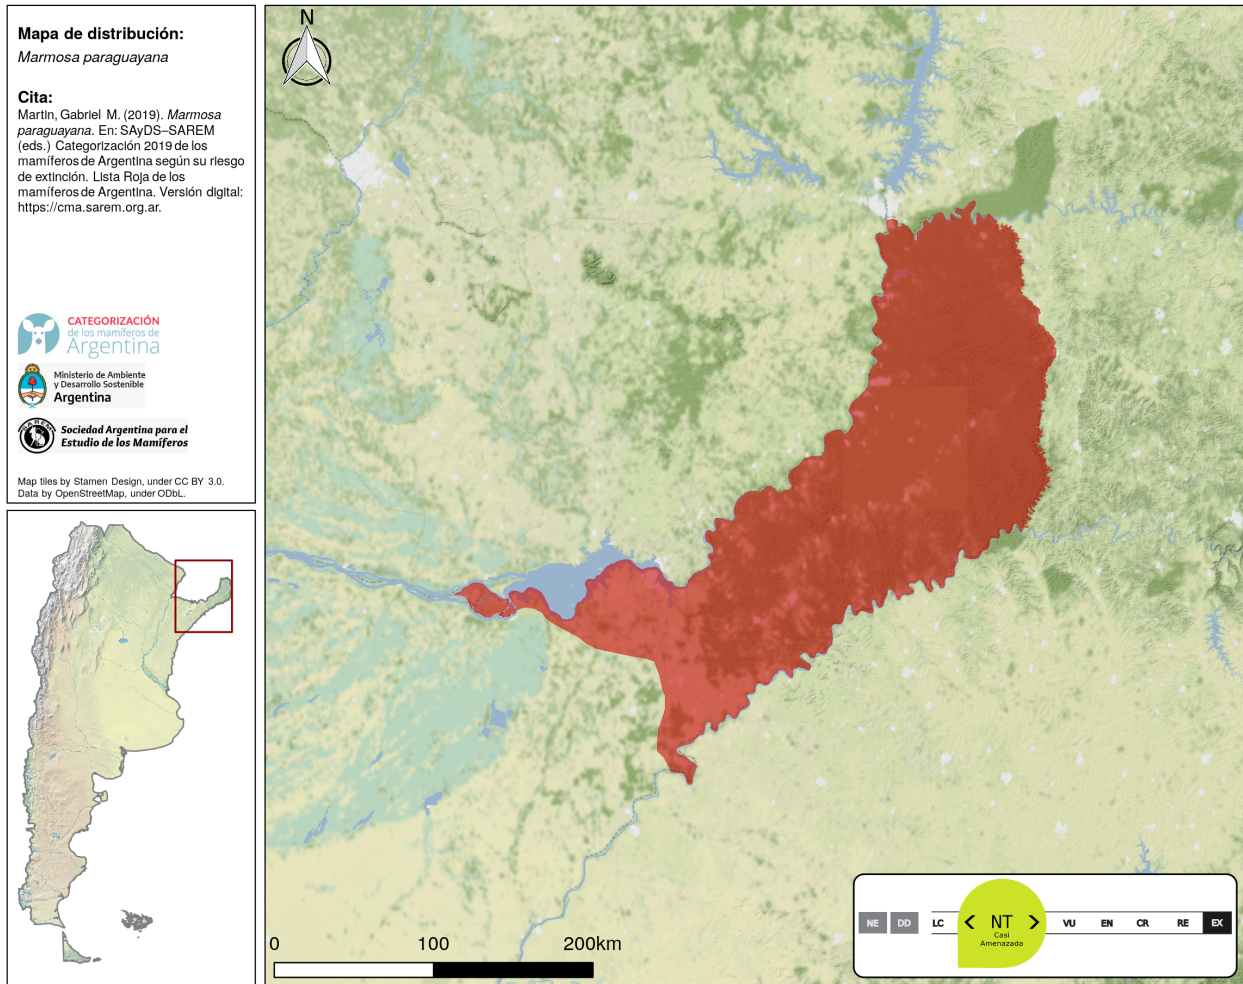 Mapa de distribución:
Marmosa paraguayana
Cita:
Martin, Gabriel M. (2019). Marmosa
paraguayana. En: SAyDS–SAREM
(eds.) Categorización 2019 de los
mamíferos de Argentina según su riesgo
de extinción. Lista Roja de los
mamíferos de Argentina. Versión digital:
https://cma.sarem.org.ar.
CATEGORIZACIÓN
de los mamíferos de
Argentina
Ministerio de Ambiente
y Desarrollo Sostenible
Argentina
SAREM
Sociedad Argentina para el
Estudio de los Mamíferos
Map tiles by Stamen Design, under CC BY 3.0.
Data by OpenStreetMap, under ODbL.
N
0 100 200km
NE DD LC < NT > VU EN CR RE EX
Casi
Amenazada